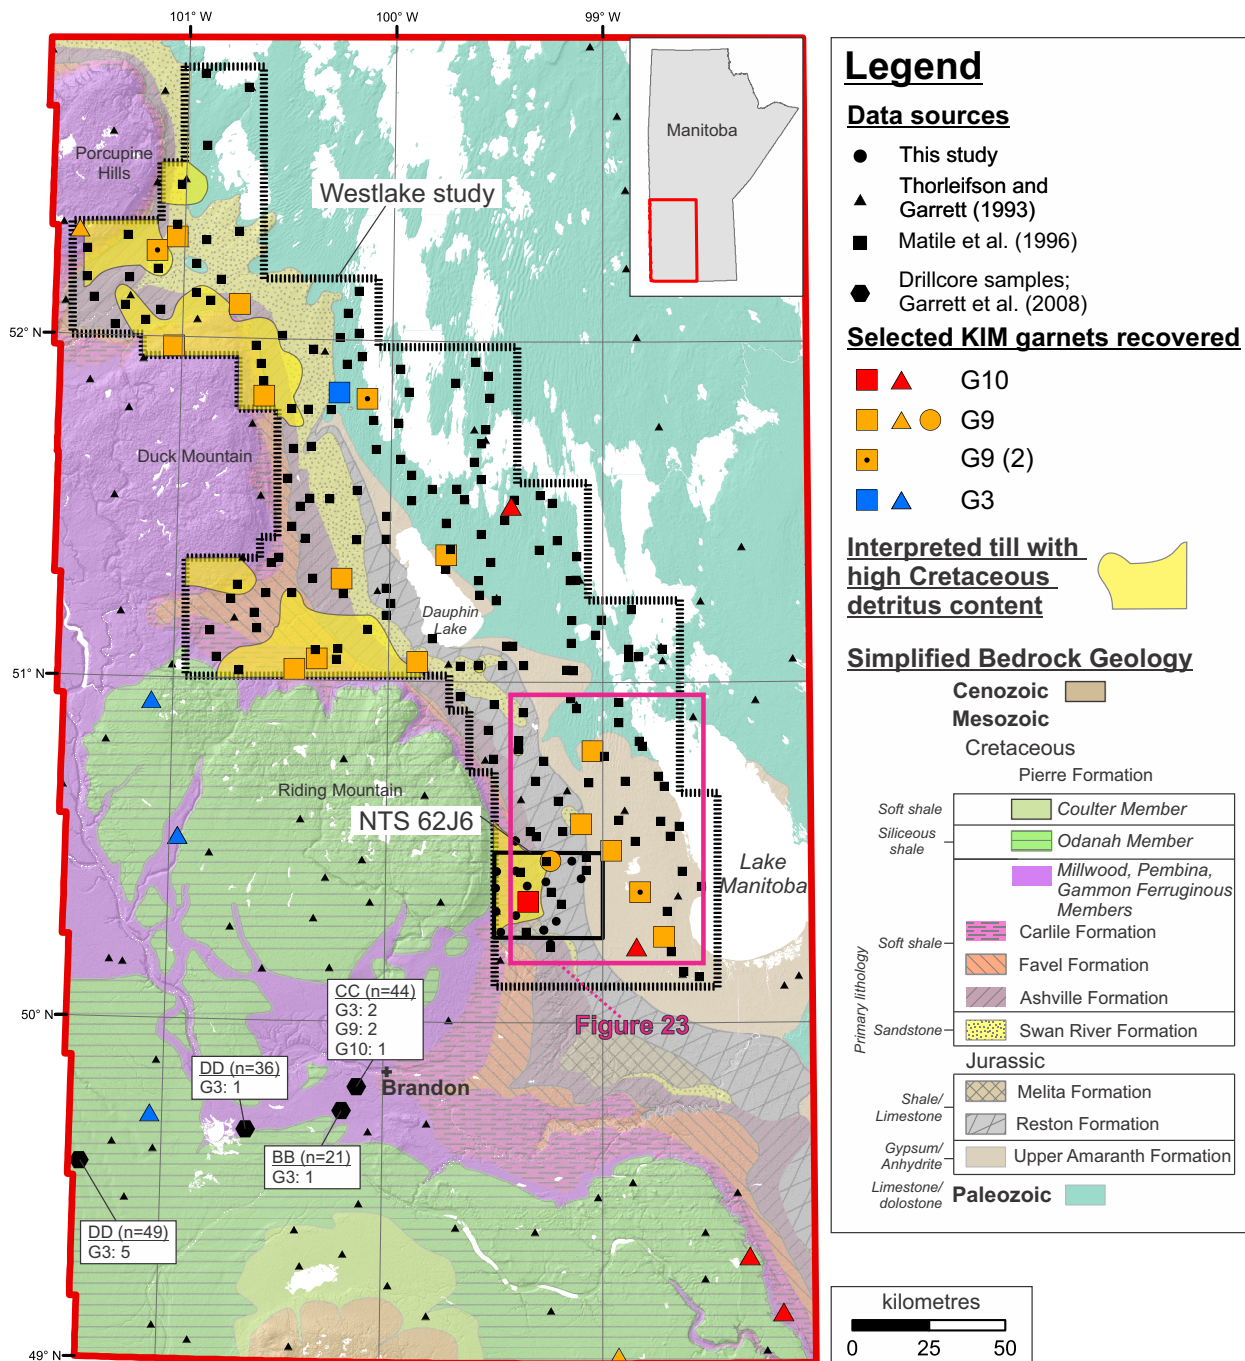 101° W
100° W
99° W
Manitoba
Porcupine
Hills
Westlake study
52° N
Duck Mountain
Dauphin
Lake
51° N
Riding Mountain
NTS 62J6
Lake
Manitoba
50° N
CC (n=44)
G3: 2
G9: 2
G10: 1
Figure 23
DD (n=36)
G3: 1
Brandon
BB (n=21)
G3: 1
DD (n=49)
G3: 5
49° N
Legend
Data sources
This study
Thorleifson and
Garrett (1993)
Matile et al. (1996)
Drillcore samples;
Garrett et al. (2008)
Selected KIM garnets recovered
G10
G9
G9 (2)
G3
Interpreted till with
high Cretaceous
detritus content
Simplified Bedrock Geology
Cenozoic
Mesozoic
Cretaceous
Pierre Formation
Soft shale
Coulter Member
Siliceous
shale
Odanah Member
Millwood, Pembina,
Gammon Ferruginous
Members
Primary lithology
Soft shale
Carlile Formation
Favel Formation
Ashville Formation
Sandstone
Swan River Formation
Jurassic
Melita Formation
Shale/
Limestone
Reston Formation
Gypsum/
Anhydrite
Upper Amaranth Formation
Limestone/
dolostone
Paleozoic
kilometres
0 25 50